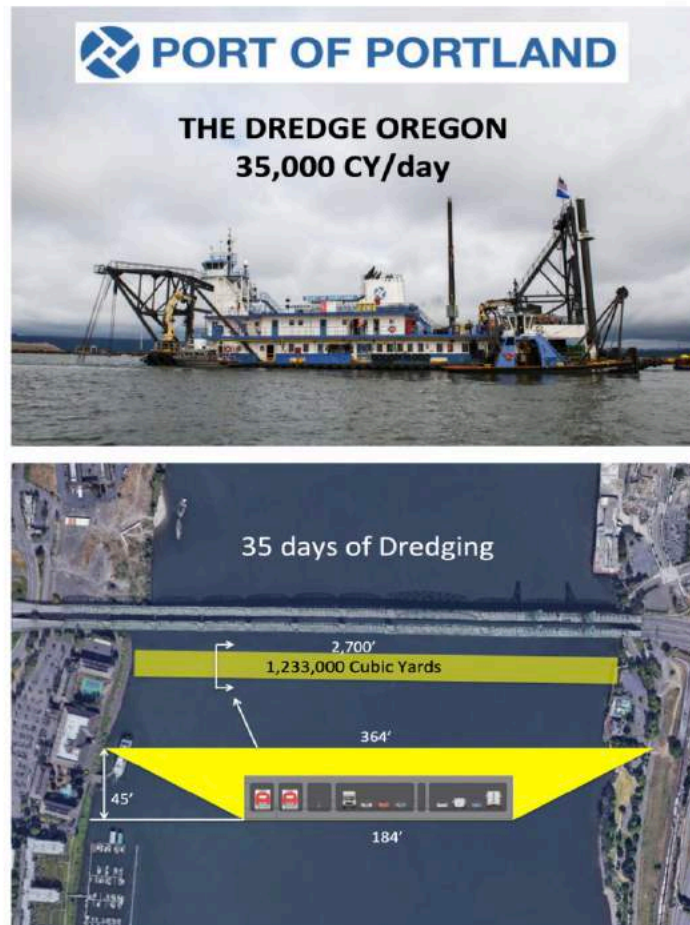 PORT OF PORTLAND
THE DREDGE OREGON
35,000 CY/day
35 days of Dredging
2,700'
1,233,000 Cubic Yards
364'
45'
184'